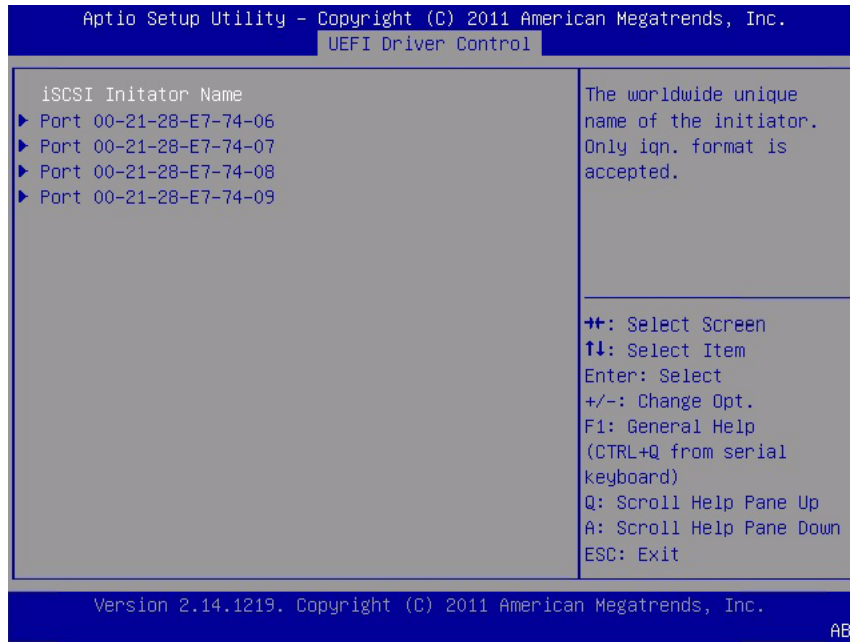 Aptio Setup Utility – Copyright (C) 2011 American Megatrends, Inc.
UEFI Driver Control
iSCSI Initator Name
▶ Port 00-21-28-E7-74-06
▶ Port 00-21-28-E7-74-07
▶ Port 00-21-28-E7-74-08
▶ Port 00-21-28-E7-74-09
The worldwide unique
name of the initiator.
Only iqn. format is
accepted.
→←: Select Screen
↑↓: Select Item
Enter: Select
+/-: Change Opt.
F1: General Help
(CTRL+Q from serial
keyboard)
Q: Scroll Help Pane Up
A: Scroll Help Pane Down
ESC: Exit
Version 2.14.1219. Copyright (C) 2011 American Megatrends, Inc.
AB